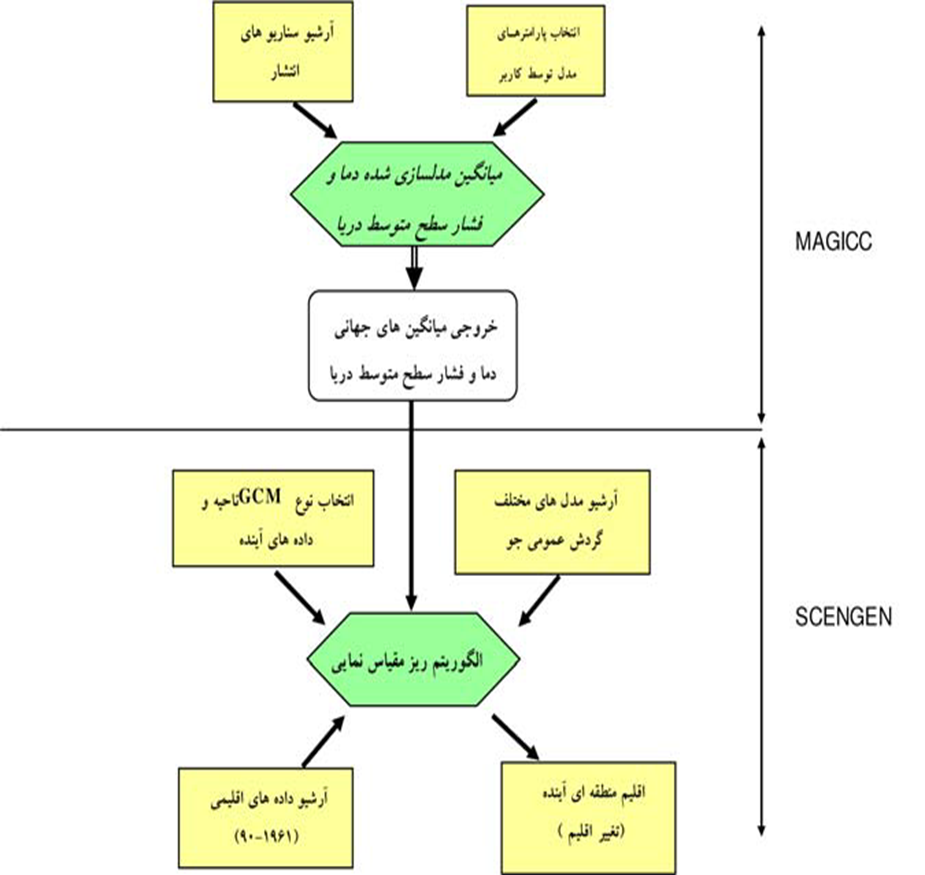 آرشیو سناریو های
انتشار
انتخاب پارامترهای
مدل توسط کاربر
میانگین مدلسازی شده دما و
فشار سطح متوسط دریا
MAGICC
خروجی میانگین های جهانی
دما و فشار سطح متوسط دریا
انتخاب نوع GCMناحیه و
داده های آینده
آرشیو مدل های مختلف
گردش عمومی جو
SCENGEN
الگوریتم ریز مقیاس نمایی
آرشیو داده های اقلیمی
(۱۹۶۱-۹۰)
اقلیم منطقه ای آینده
(تغییر اقلیم )